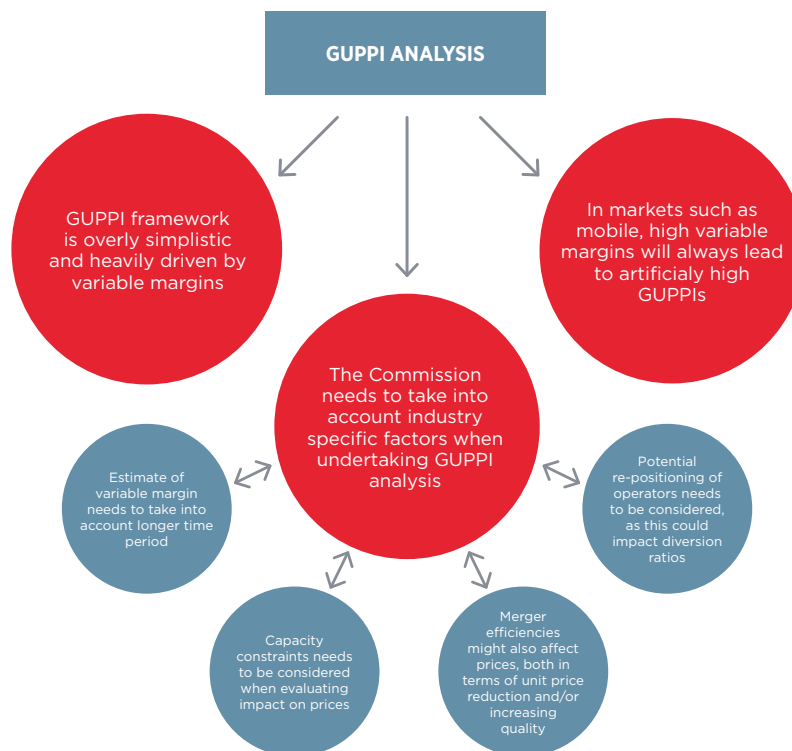 GUPPI ANALYSIS
GUPPI framework
is overly simplistic
and heavily driven by
variable margins
In markets such as
mobile, high variable
margins will always lead
to artificialy high
GUPPIs
The Commission
needs to take into
account industry
specific factors when
undertaking GUPPI
analysis
Estimate of
variable margin
needs to take into
account longer time
period
Potential
re-positioning of
operators needs
to be considered,
as this could
impact diversion
ratios
Capacity
constraints needs
to be considered
when evaluating
impact on prices
Merger
efficiencies
might also affect
prices, both in
terms of unit price
reduction and/or
increasing
quality